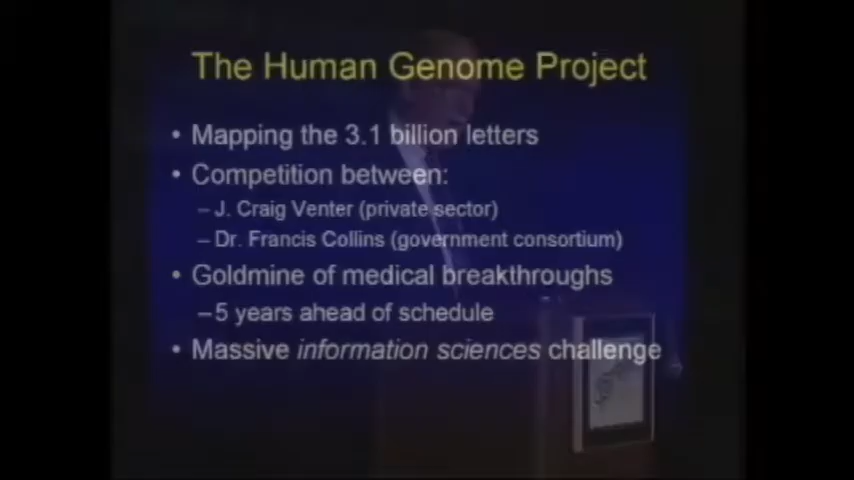 The Human Genome Project
• Mapping the 3.1 billion letters
• Competition between:
– J. Craig Venter (private sector)
– Dr. Francis Collins (government consortium)
• Goldmine of medical breakthroughs
– 5 years ahead of schedule
• Massive information sciences challenge